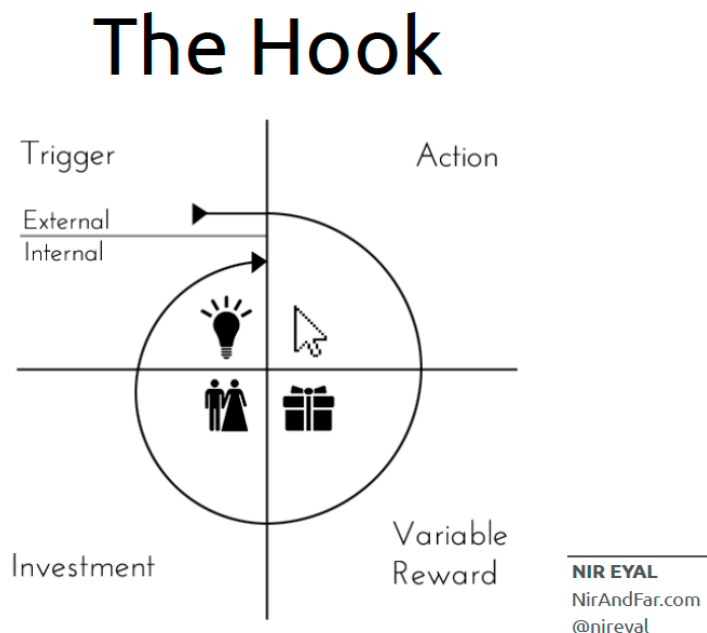 The Hook
Trigger
Action
External
Internal
Investment
Variable
Reward
NIR EYAL
NirAndFar.com
@nireyal